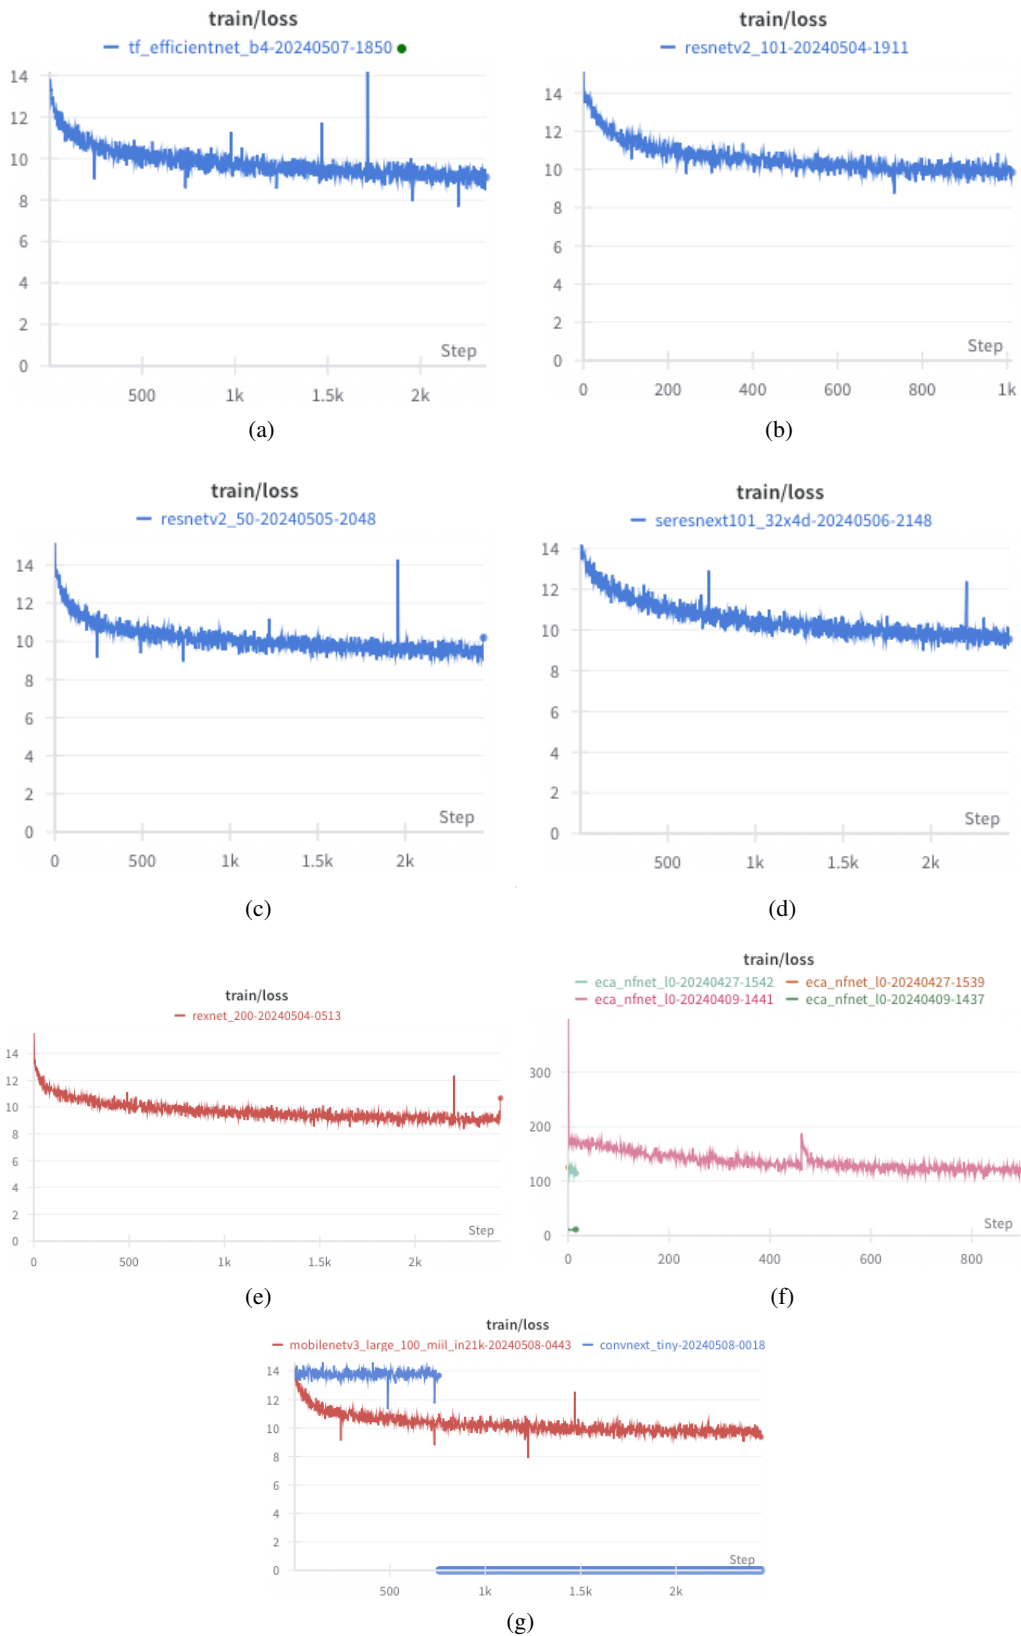 train/loss
tf_efficientnet_b4-20240507-1850
14
12
10
8
6
4
2
0
Step
500 1k 1.5k 2k
(a)
train/loss
resnetv2_101-20240504-1911
14
12
10
8
6
4
2
0
Step
0 200 400 600 800 1k
(b)
train/loss
resnetv2_50-20240505-2048
14
12
10
8
6
4
2
0
Step
0 500 1k 1.5k 2k
(c)
train/loss
seresnext101_32x4d-20240506-2148
14
12
10
8
6
4
2
0
Step
500 1k 1.5k 2k
(d)
train/loss
rexnet_200-20240504-0513
14
12
10
8
6
4
2
0
Step
0 500 1k 1.5k 2k
(e)
train/loss
eca_nfnet_l0-20240427-1542 eca_nfnet_l0-20240427-1539
eca_nfnet_l0-20240409-1441 eca_nfnet_l0-20240409-1437
300
200
100
0
Step
0 200 400 600 800
(f)
train/loss
mobilenetv3_large_100_miil_in21k-20240508-0443 convnext_tiny-20240508-0018
14
12
10
8
6
4
2
0
Step
500 1k 1.5k 2k
(g)